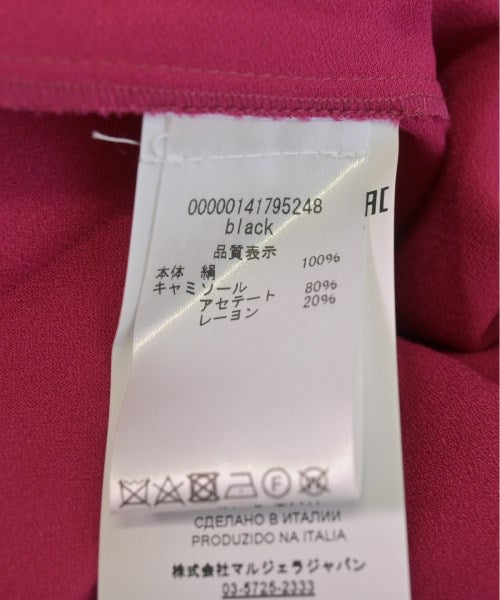 00000141795248
black
品質表示
本体 絹 100%
キャミソール
アセテート 80%
レーヨン 20%
AC
F
СДЕЛАНО В ИТАЛИИ
PRODUZIDO NA ITALIA
株式会社マルジェラジャパン
03-5725-2333